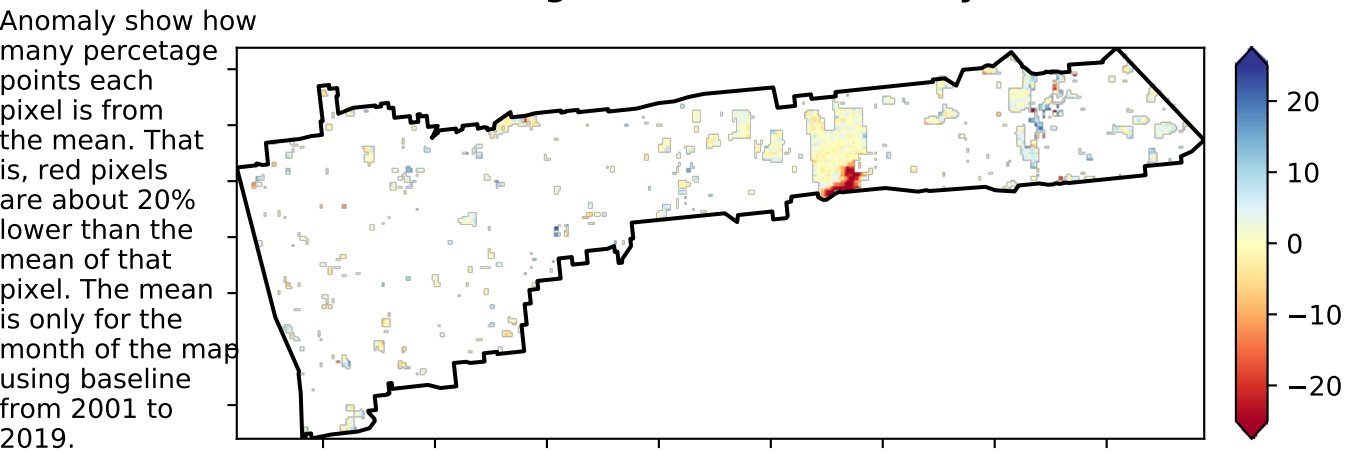 Anomaly show how
many percetage
points each
pixel is from
the mean. That
is, red pixels
are about 20%
lower than the
mean of that
pixel. The mean
is only for the
month of the map
using baseline
from 2001 to
2019.
20
10
0
−10
−20